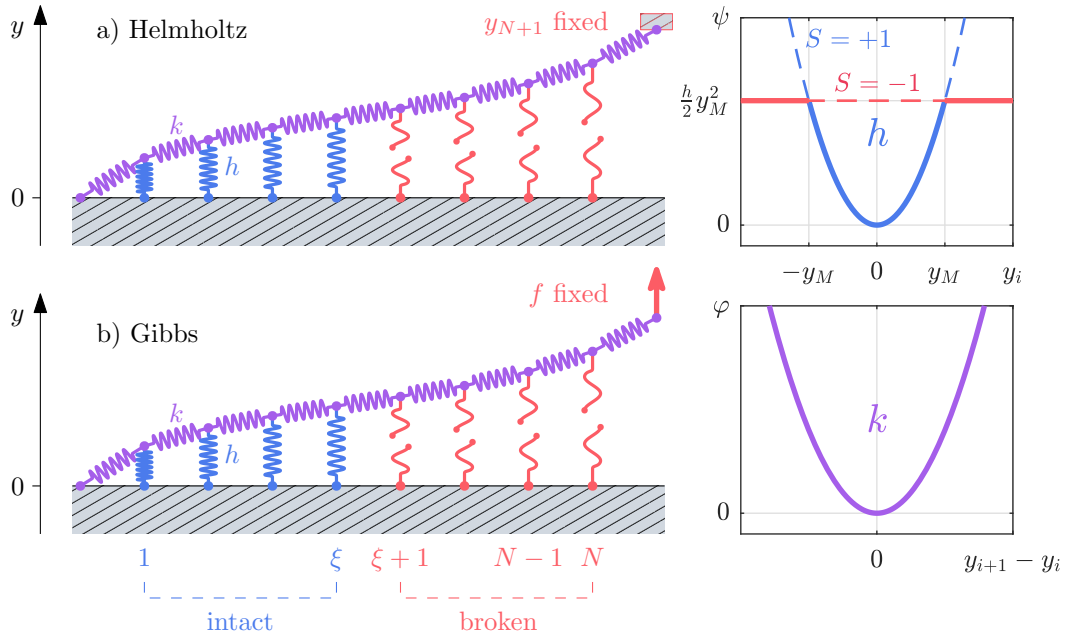 y
a) Helmholtz
y_{N+1} fixed
k
h
0
ψ
S = +1
S = −1
\frac{h}{2}y_M^2
h
0
−y_M 0 y_M y_i
y
b) Gibbs
f fixed
k
h
0
1 ξ ξ + 1 N − 1 N
intact broken
φ
k
0
0 y_{i+1} − y_i